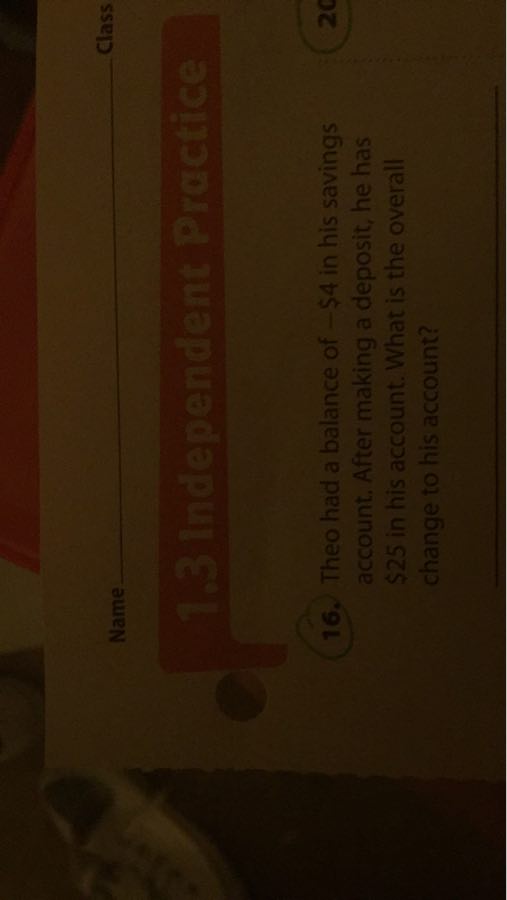 Name Class
1.3 Independent Practice
16. Theo had a balance of −$4 in his savings
account. After making a deposit, he has
$25 in his account. What is the overall
change to his account?
20